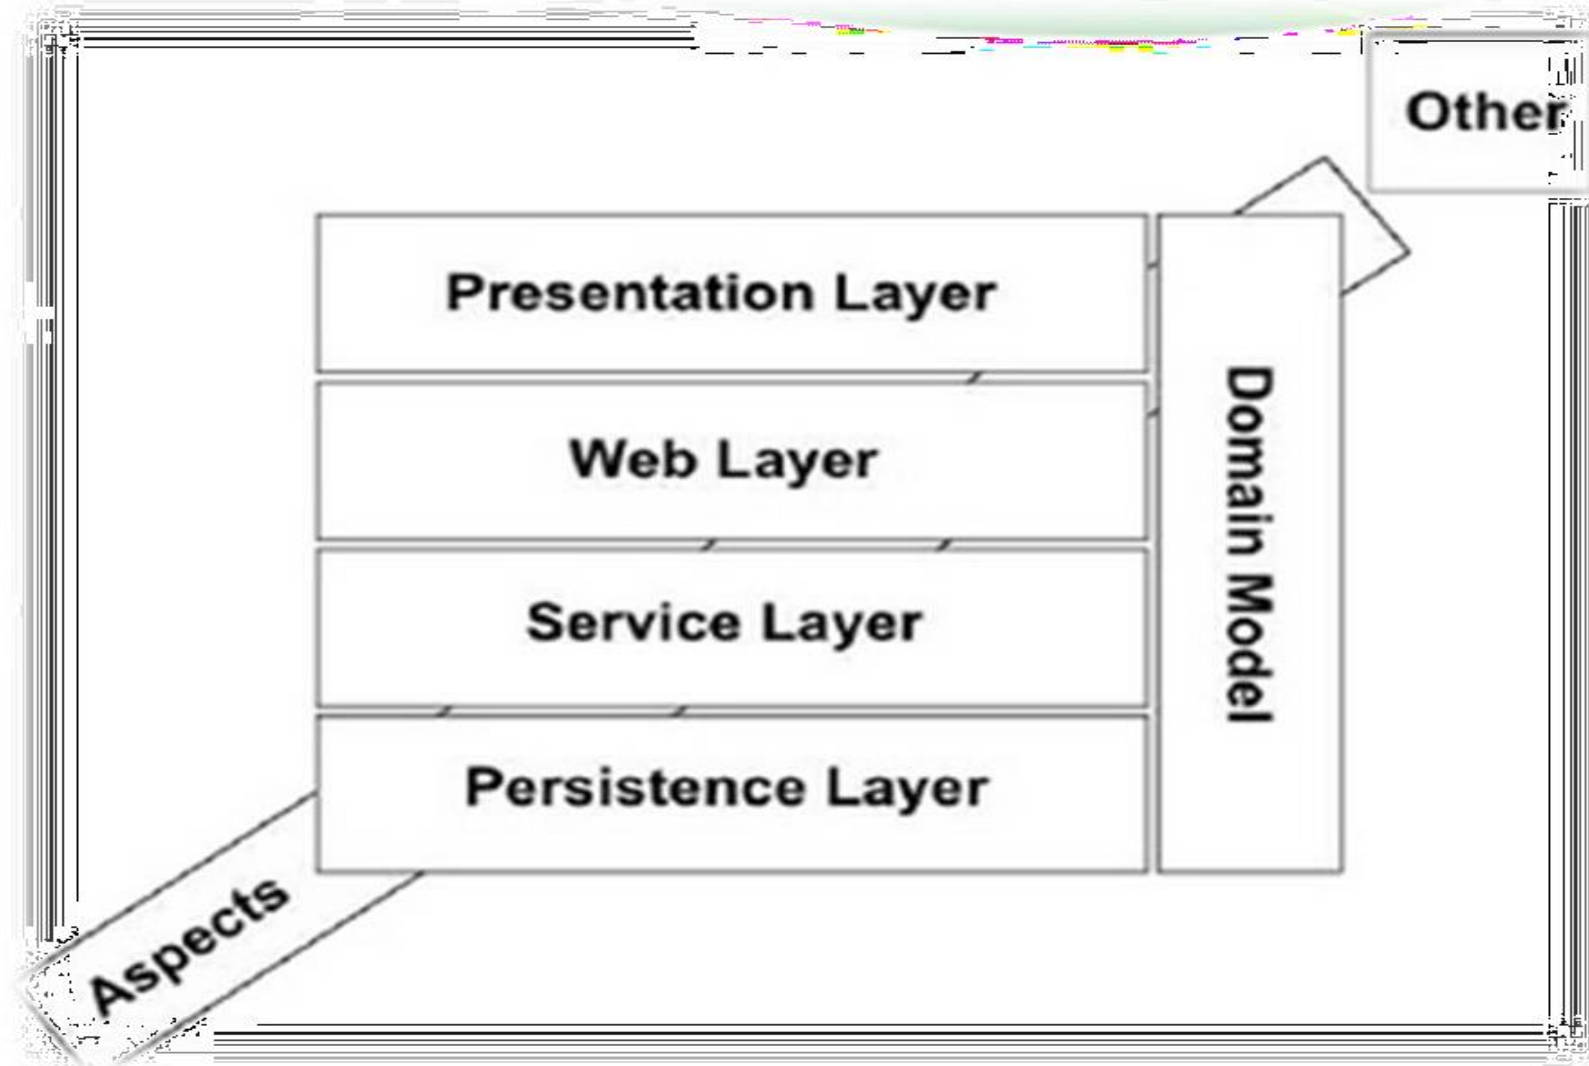 Other
Presentation Layer
Web Layer
Service Layer
Persistence Layer
Domain Model
Aspects